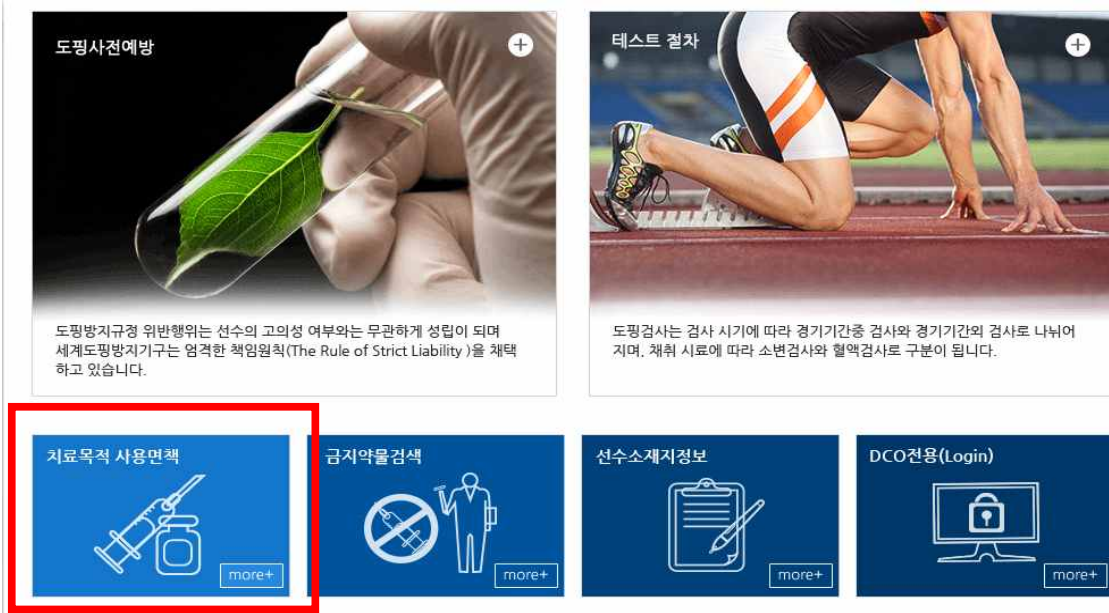 도핑사전예방
테스트 절차
도핑방지규정 위반행위는 선수의 고의성 여부와는 무관하게 성립이 되며
세계도핑방지기구는 엄격한 책임원칙(The Rule of Strict Liability )을 채택
하고 있습니다.
도핑검사는 검사 시기에 따라 경기기간중 검사와 경기기간외 검사로 나뉘어
지며, 채취 시료에 따라 소변검사와 혈액검사로 구분이 됩니다.
치료목적 사용면책
more+
금지약물검색
more+
선수소재지정보
more+
DCO전용(Login)
more+